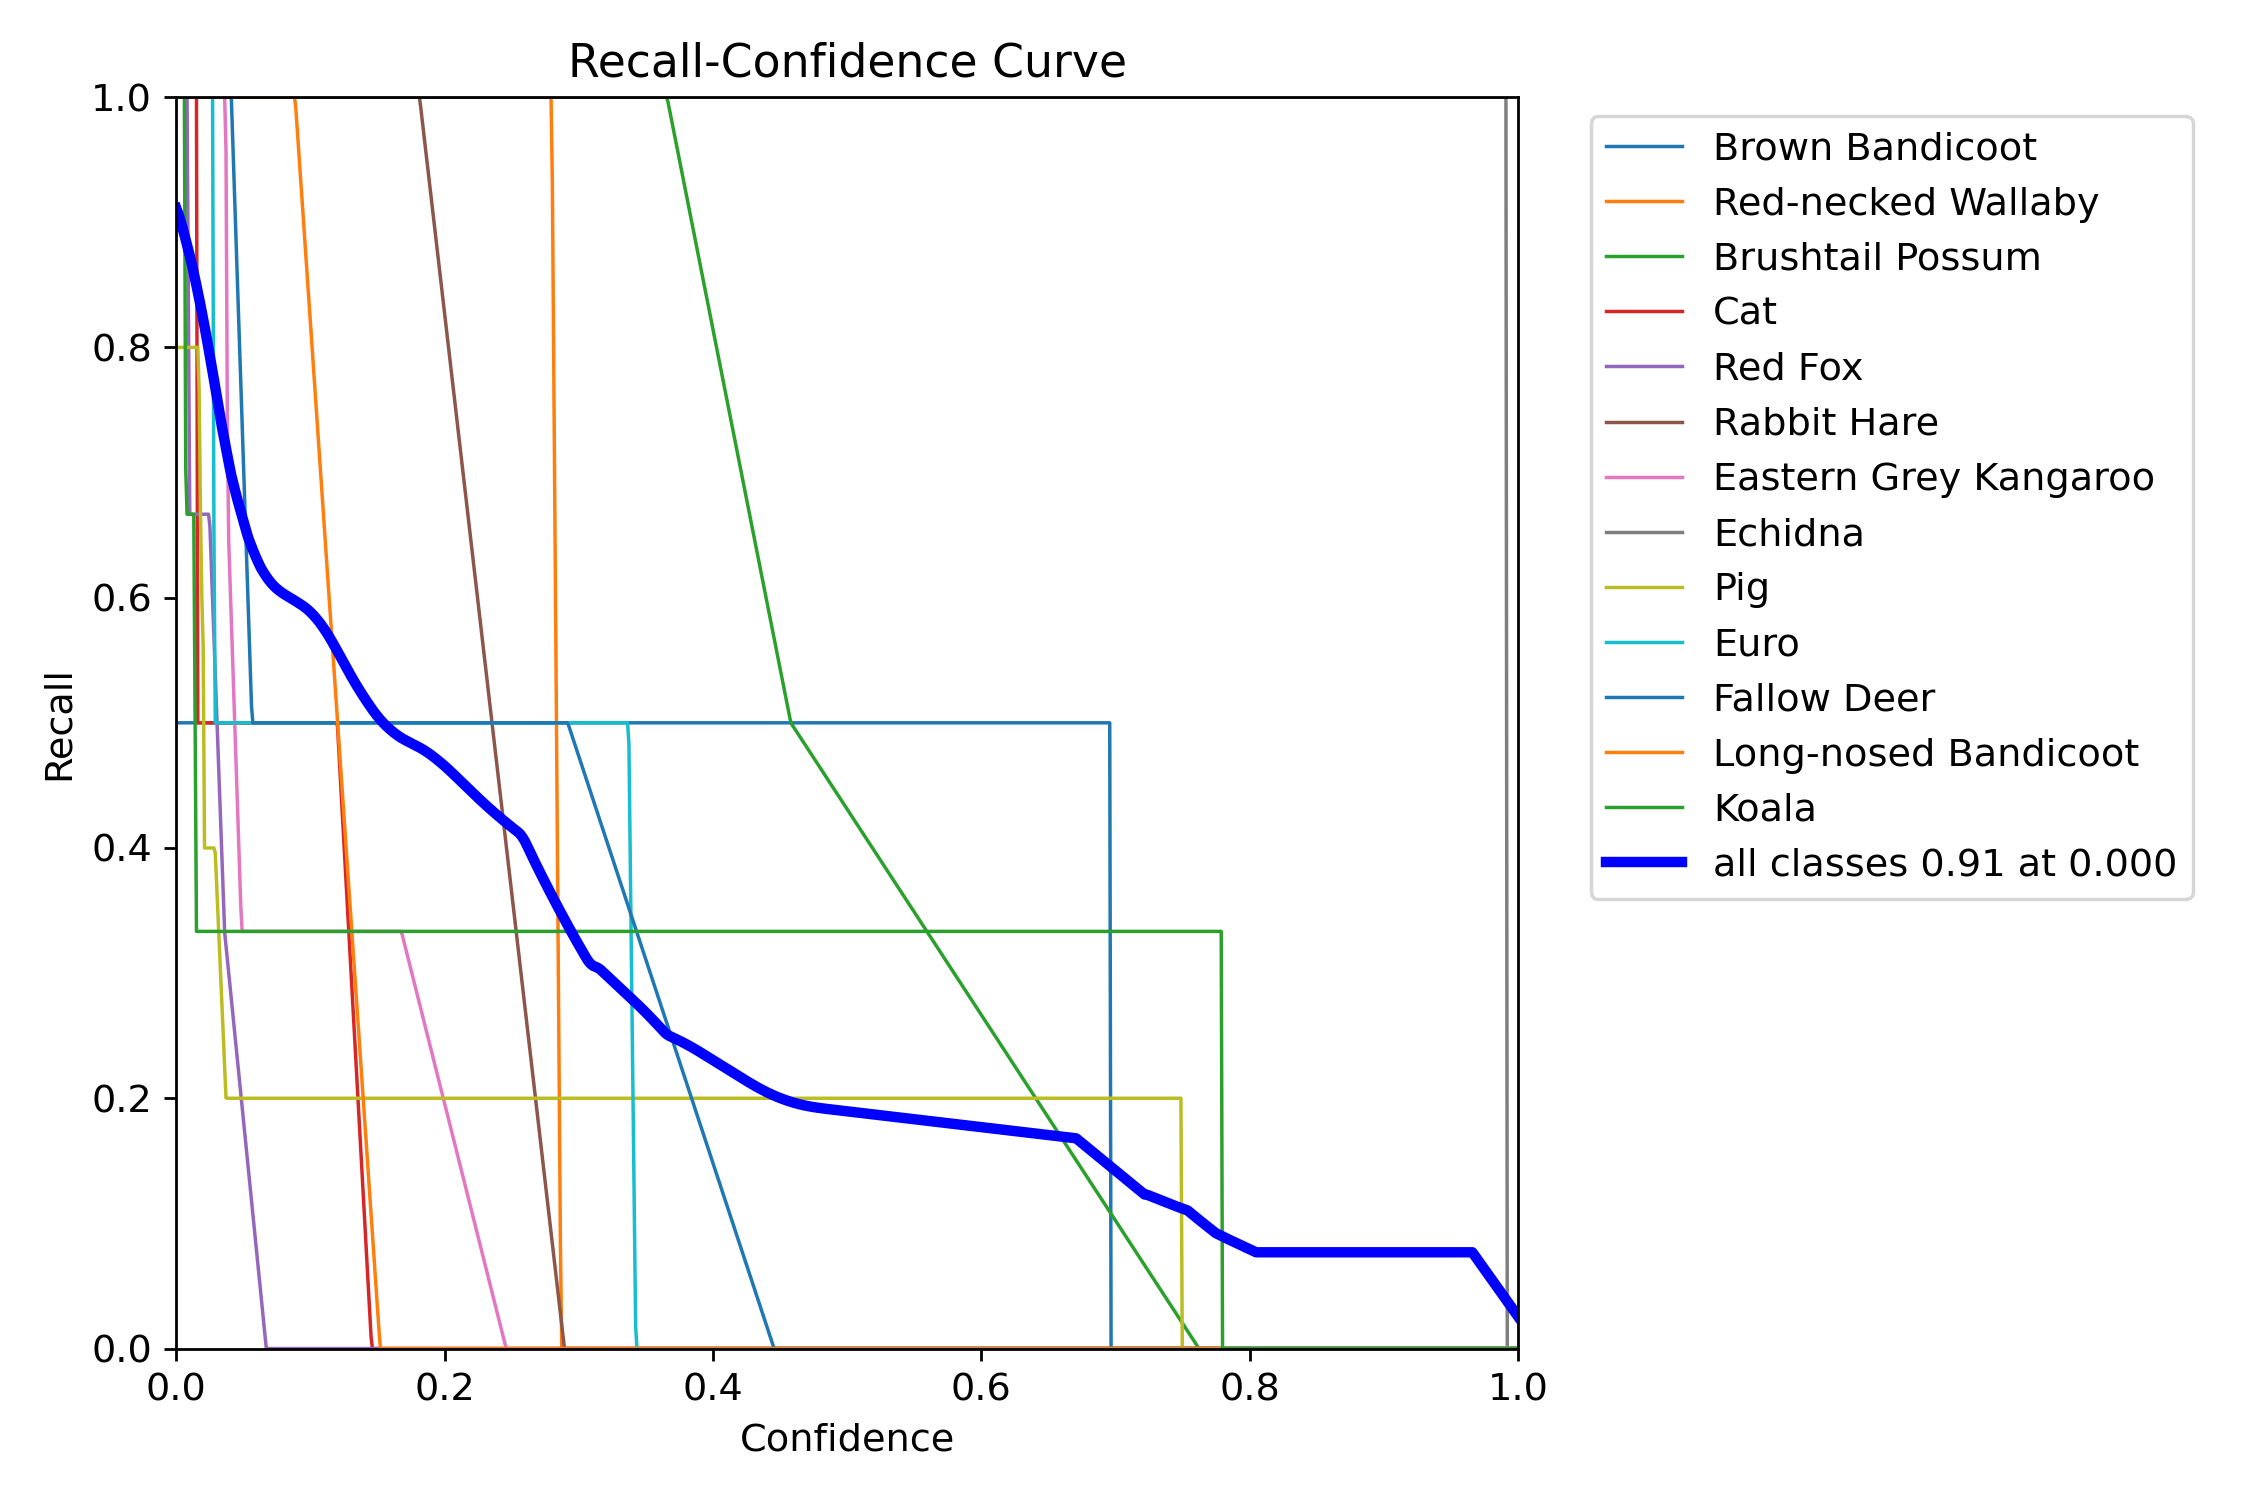 Recall-Confidence Curve
1.0
0.8
0.6
0.4
0.2
0.0
Recall
0.0 0.2 0.4 0.6 0.8 1.0
Confidence
Brown Bandicoot
Red-necked Wallaby
Brushtail Possum
Cat
Red Fox
Rabbit Hare
Eastern Grey Kangaroo
Echidna
Pig
Euro
Fallow Deer
Long-nosed Bandicoot
Koala
all classes 0.91 at 0.000